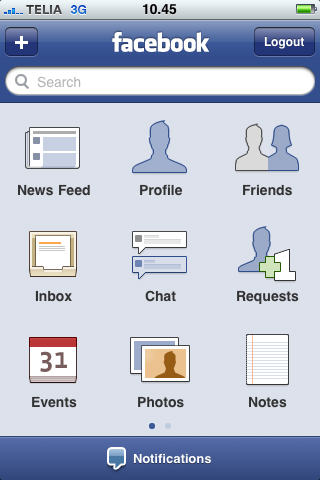 TELIA 3G 10.45
+ facebook Logout
Search
News Feed Profile Friends
Inbox Chat Requests
31
Events Photos Notes
Notifications